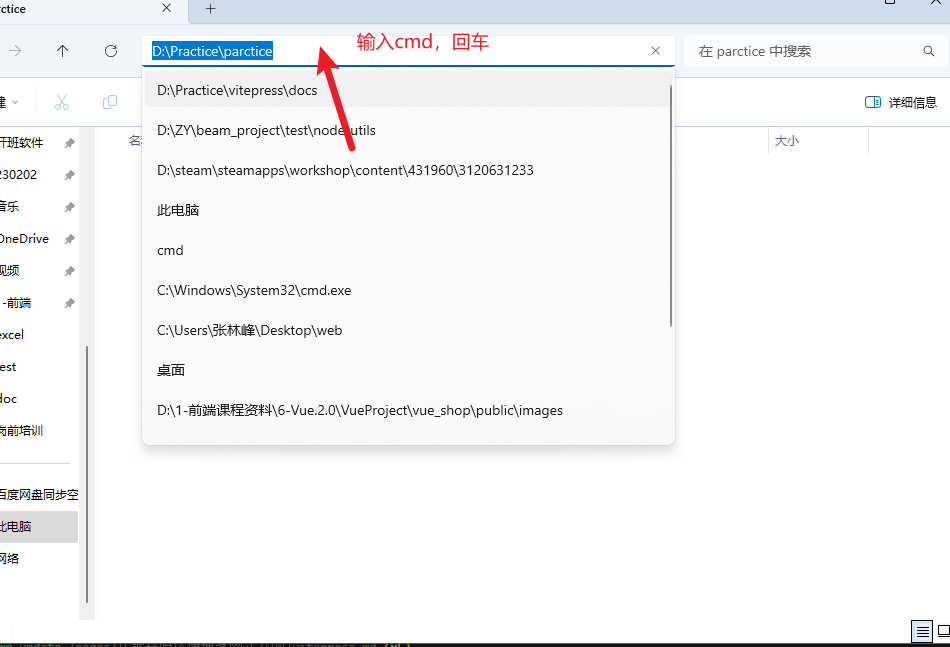 rctice
D:\Practice\parctice
输入cmd，回车
在 parctice 中搜索
建
详细信息
D:\Practice\vitepress\docs
D:\ZY\beam_project\test\node-utils
D:\steam\steamapps\workshop\content\431960\3120631233
此电脑
cmd
C:\Windows\System32\cmd.exe
C:\Users\张林峰\Desktop\web
桌面
D:\1-前端课程资料\6-Vue.2.0\VueProject\vue_shop\public\images
名
大小
开班软件
230202
音乐
OneDrive
视频
-前端
excel
est
doc
岗前培训
百度网盘同步空
此电脑
网络